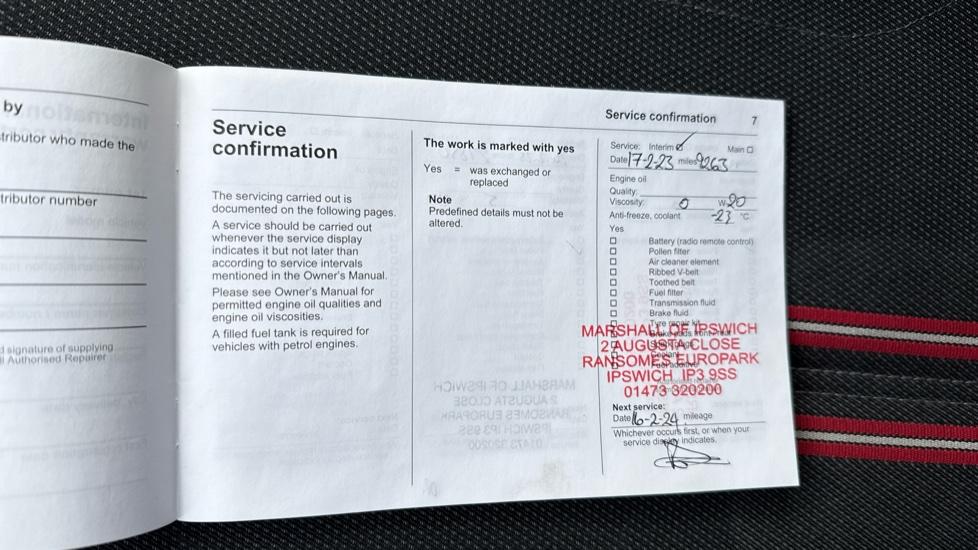 by
tributor who made the
tributor number
d signature of supplying
l Authorised Repairer
Service confirmation 7
Service
confirmation
The servicing carried out is
documented on the following pages.
A service should be carried out
whenever the service display
indicates it but not later than
according to service intervals
mentioned in the Owner's Manual.
Please see Owner's Manual for
permitted engine oil qualities and
engine oil viscosities.
A filled fuel tank is required for
vehicles with petrol engines.
The work is marked with yes
Yes = was exchanged or
replaced
Note
Predefined details must not be
altered.
Service: Interim Main
Date 17-2-23 miles 9263
Engine oil
Quality:
Viscosity: 0 W 20
Anti-freeze, coolant -23 °C
Yes
Battery (radio remote control)
Pollen filter
Air cleaner element
Ribbed V-belt
Toothed belt
Fuel filter
Transmission fluid
Brake fluid
Tyre repair kit
MARSHALL OF IPSWICH
2 AUGUSTA CLOSE
RANSOMES EUROPARK
IPSWICH IP3 9SS
01473 320200
Next service:
Date 16-2-24 mileage
Whichever occurs first, or when your
service display indicates.